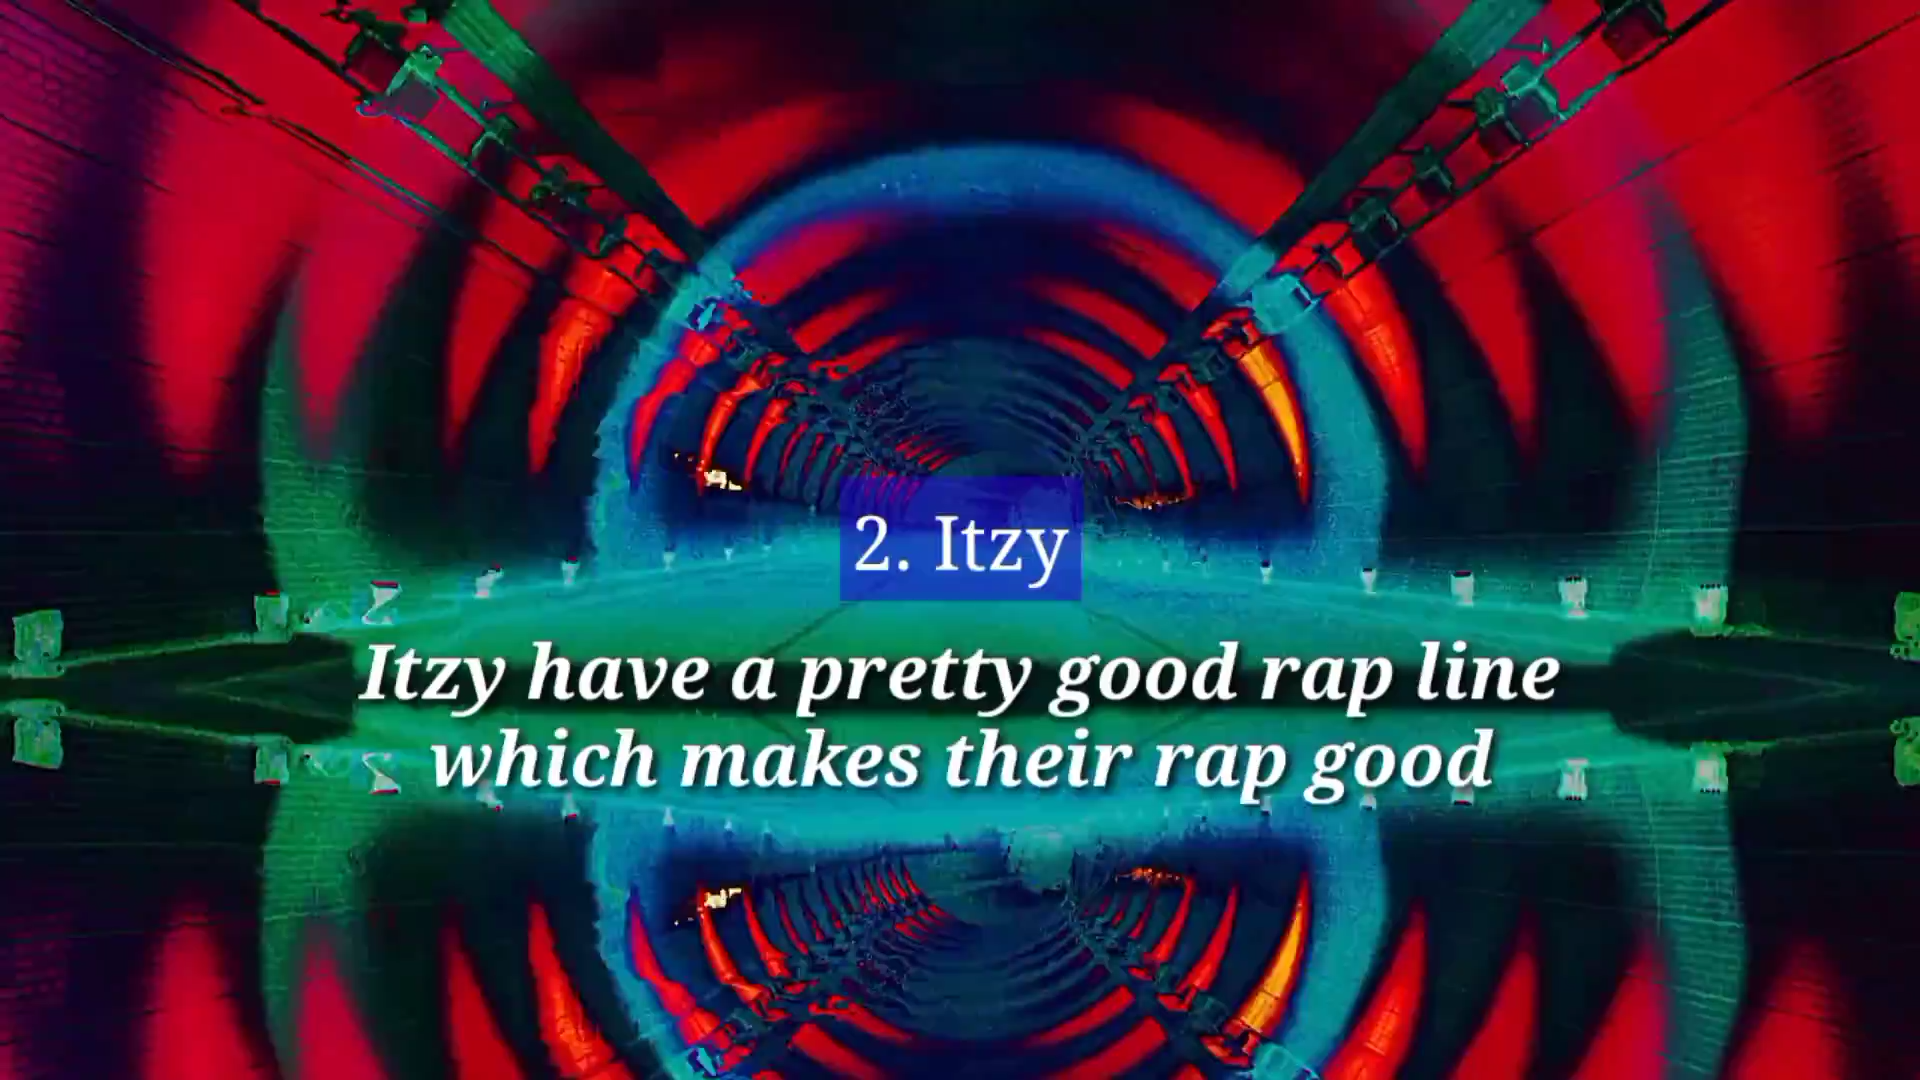 2. Itzy
Itzy have a pretty good rap line
which makes their rap good